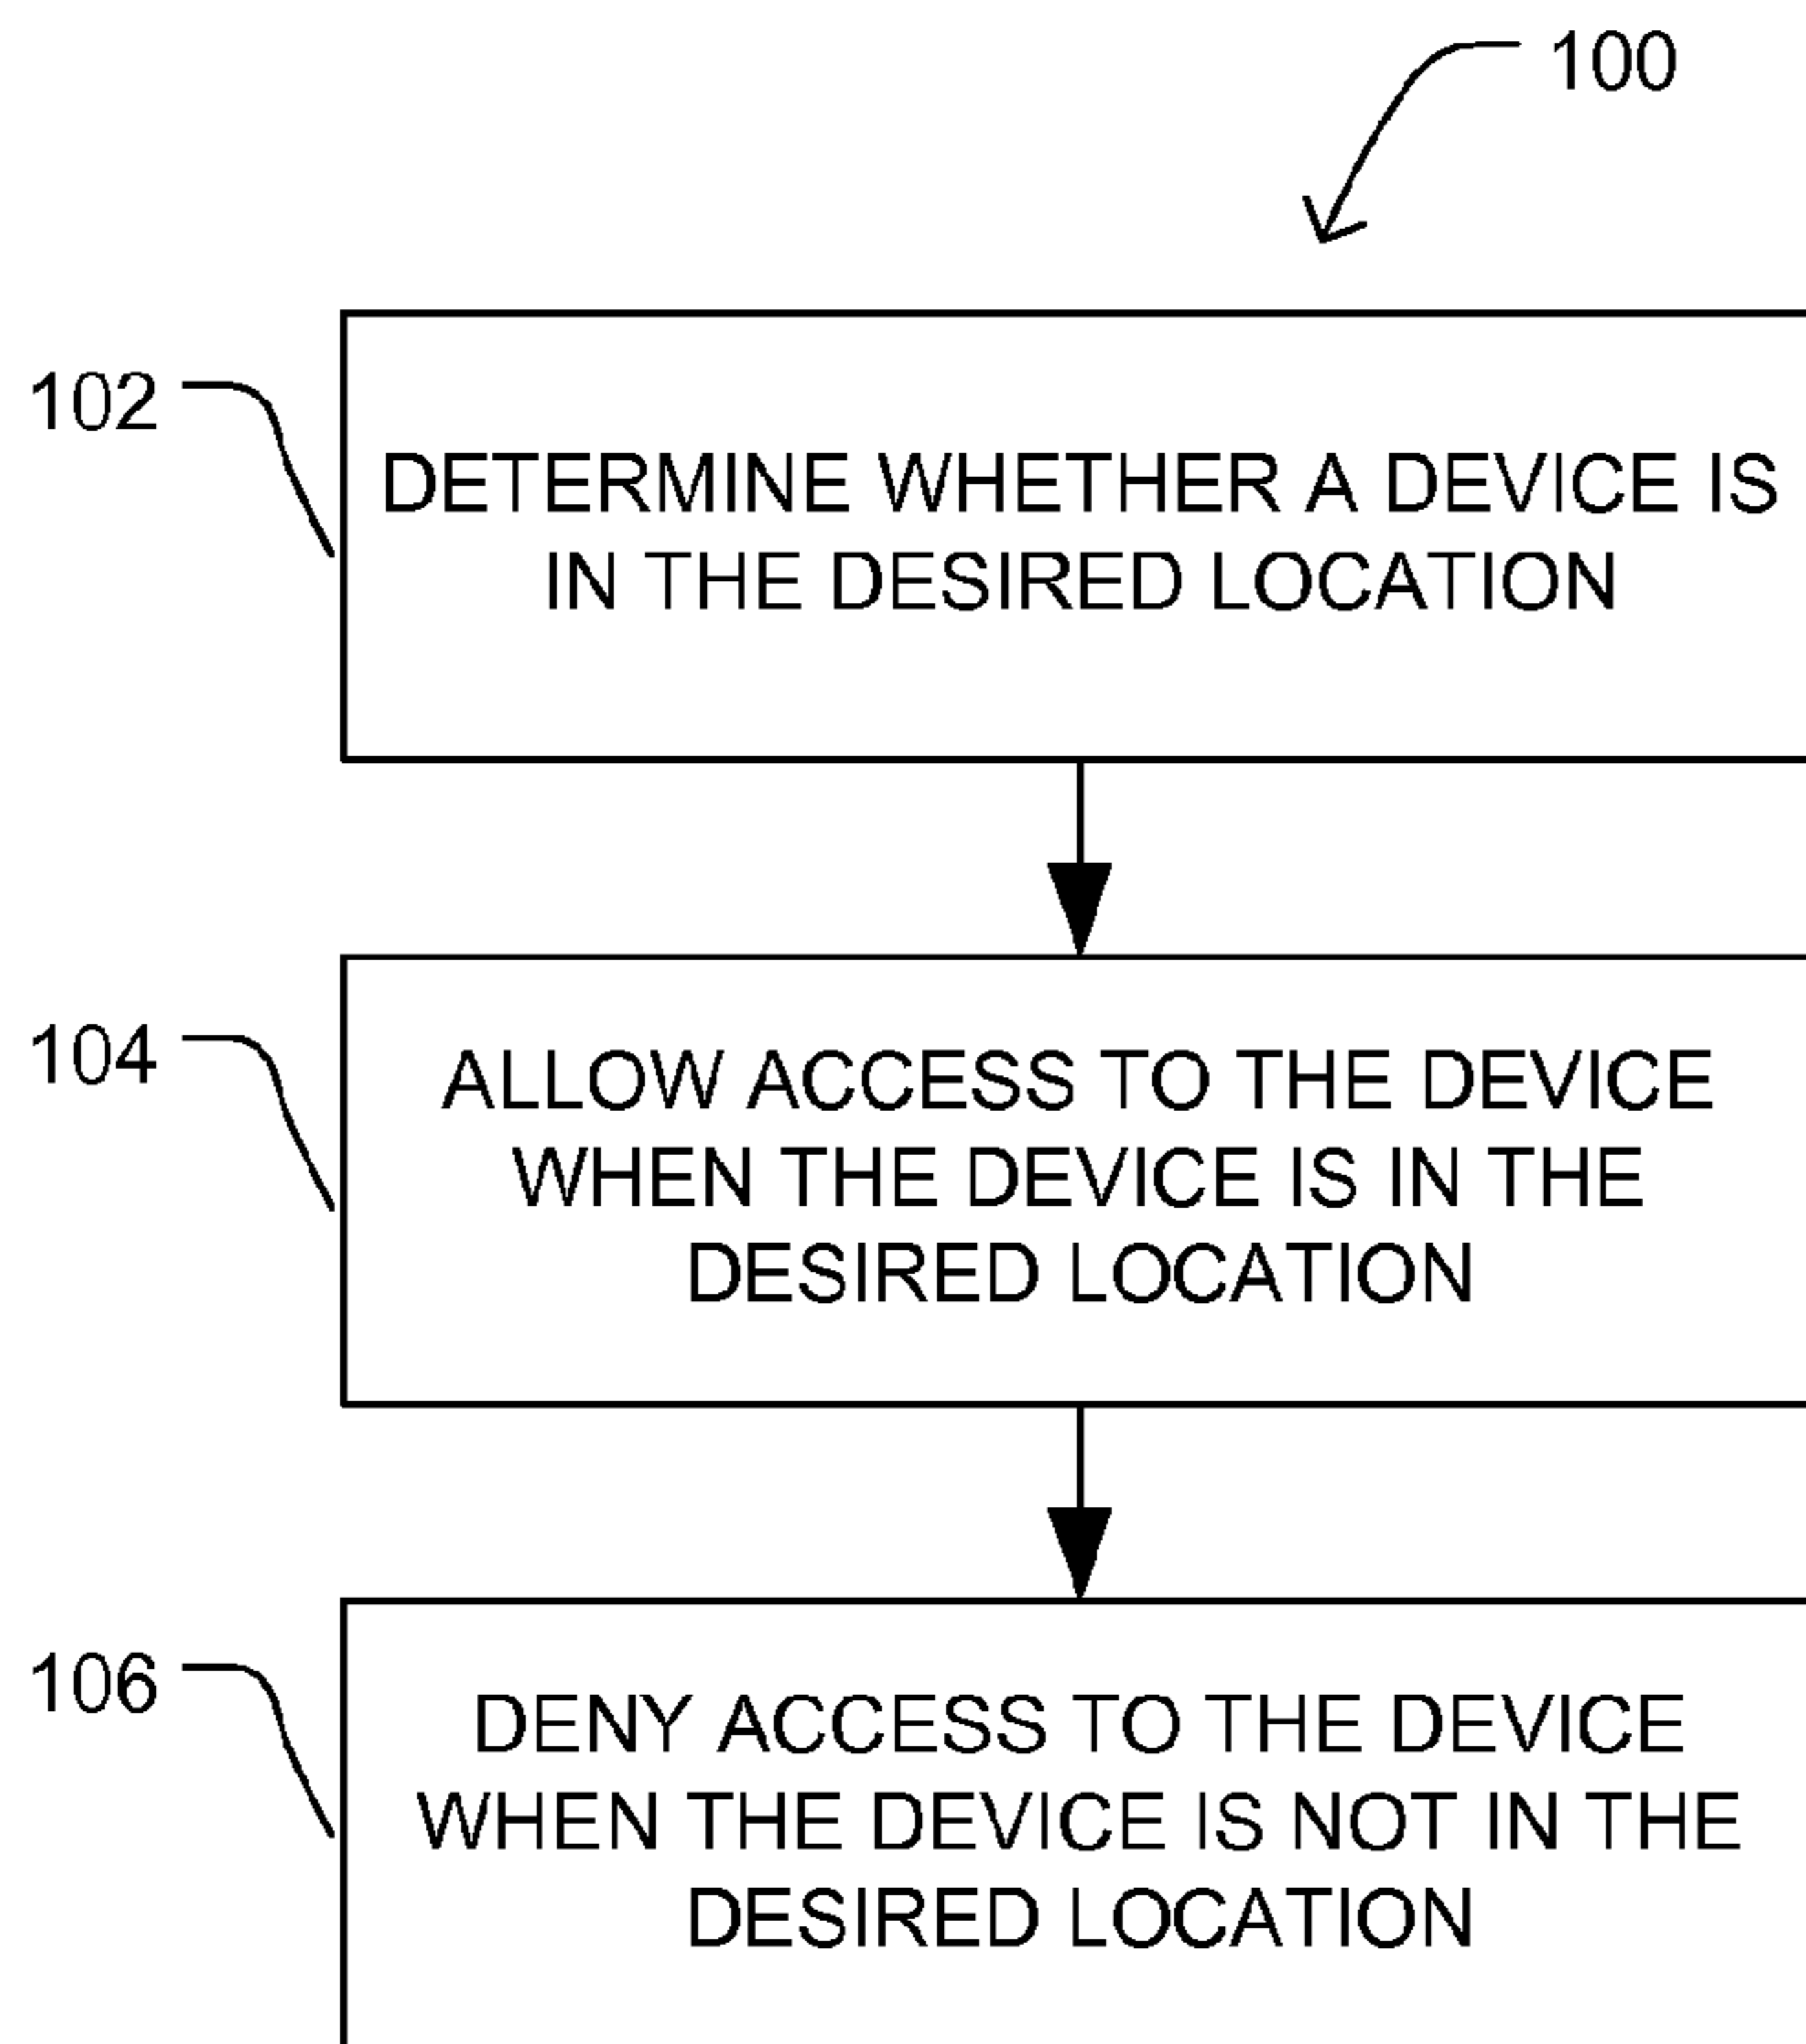 100
102
DETERMINE WHETHER A DEVICE IS
IN THE DESIRED LOCATION
104
ALLOW ACCESS TO THE DEVICE
WHEN THE DEVICE IS IN THE
DESIRED LOCATION
106
DENY ACCESS TO THE DEVICE
WHEN THE DEVICE IS NOT IN THE
DESIRED LOCATION